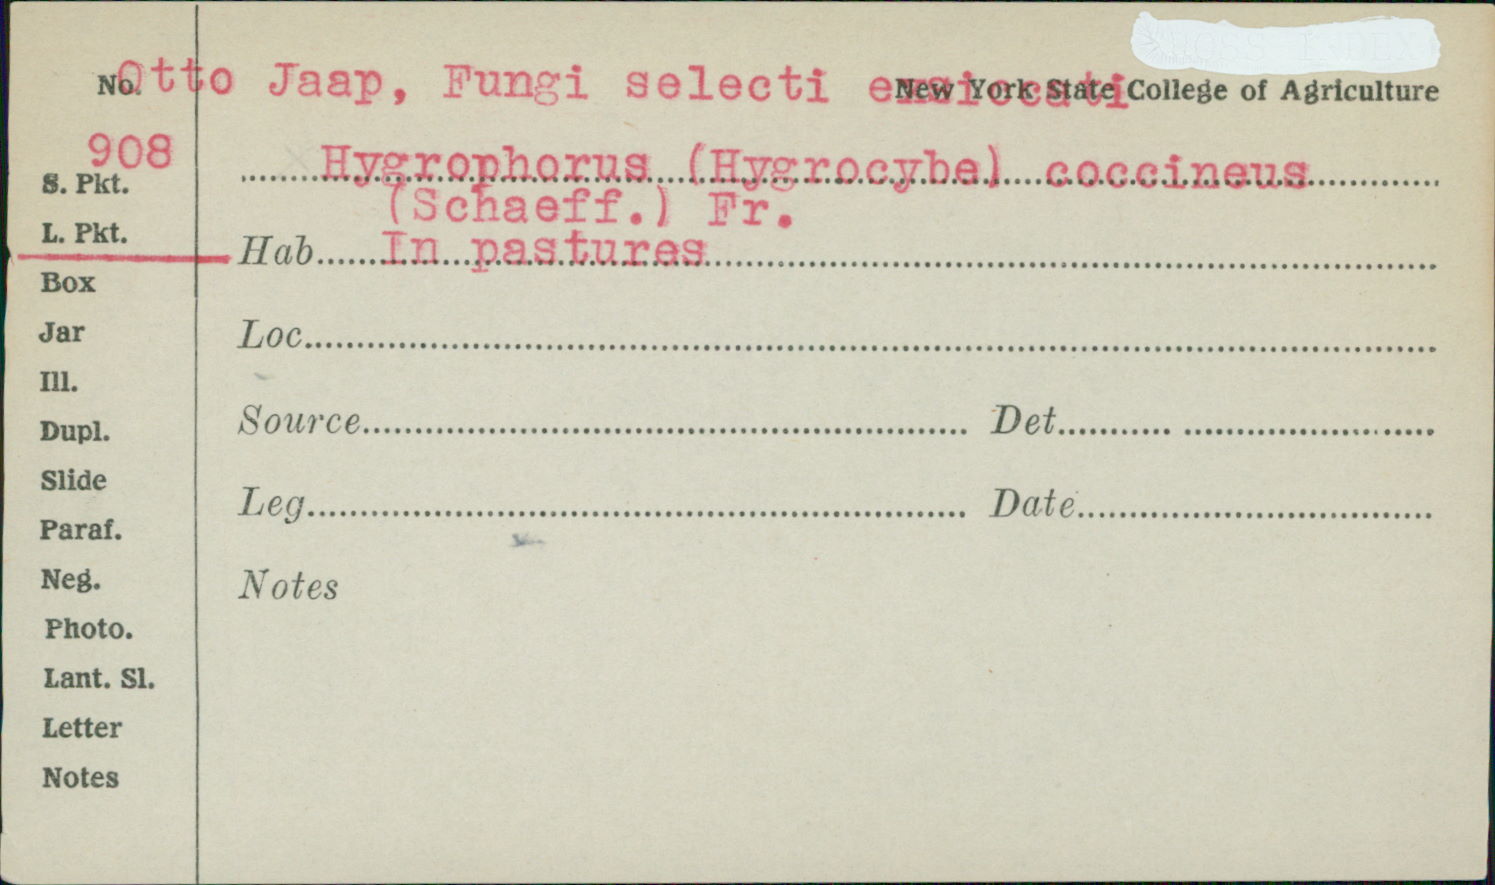 No. Otto Jaap, Fungi selecti exsiccati New York State College of Agriculture
908
Hygrophorus (Hygrocybe) coccineus
S. Pkt.
(Schaeff.) Fr.
L. Pkt.
Hab. In pastures
Box
Loc.
Jar
Ill.
Source Det.
Dupl.
Slide
Leg. Date
Paraf.
Neg.
Notes
Photo.
Lant. Sl.
Letter
Notes